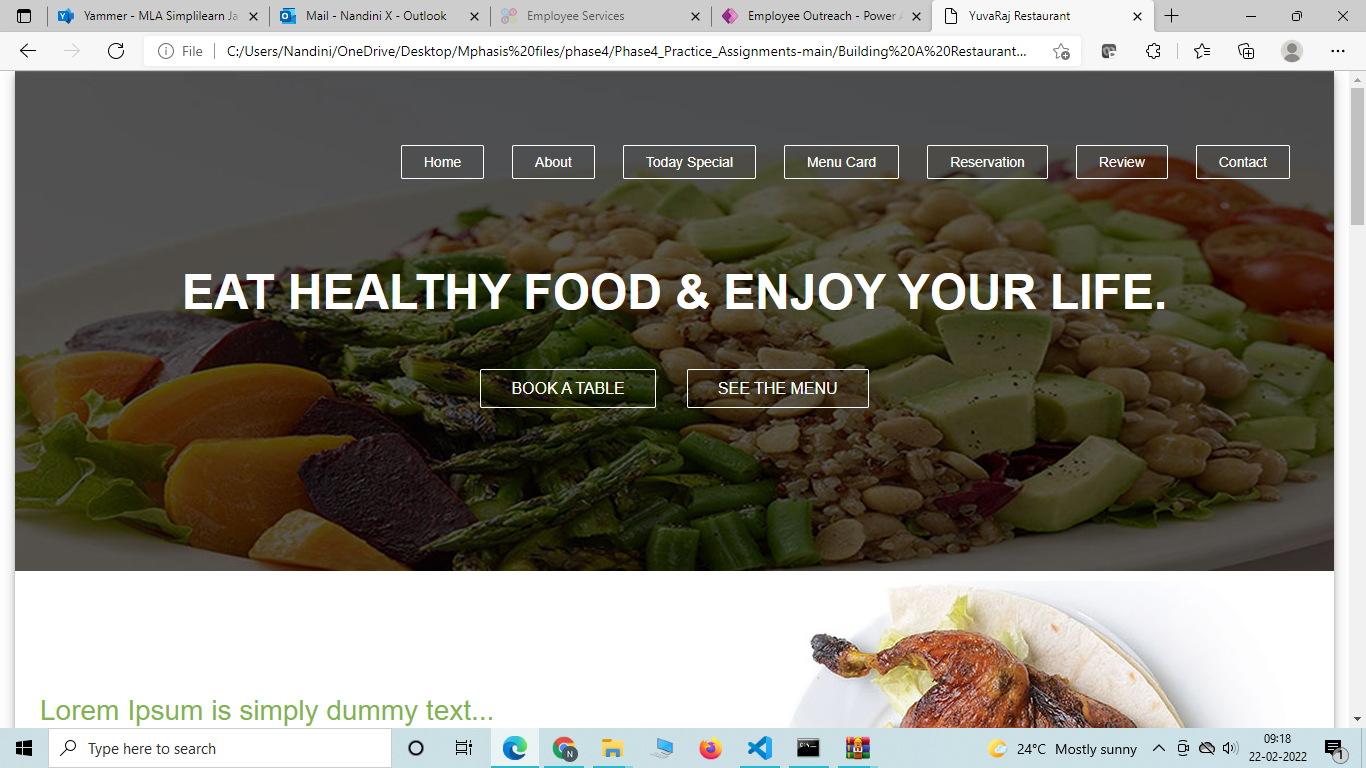 Yammer - MLA Simplilearn Ja
Mail - Nandini X - Outlook
Employee Services
Employee Outreach - Power A
YuvaRaj Restaurant
File
C:/Users/Nandini/OneDrive/Desktop/Mphasis%20files/phase4/Phase4_Practice_Assignments-main/Building%20A%20Restaurant...
Home About Today Special Menu Card Reservation Review Contact
EAT HEALTHY FOOD & ENJOY YOUR LIFE.
BOOK A TABLE SEE THE MENU
Lorem Ipsum is simply dummy text...
Type here to search
24°C Mostly sunny
09:18
22-02-2022
1